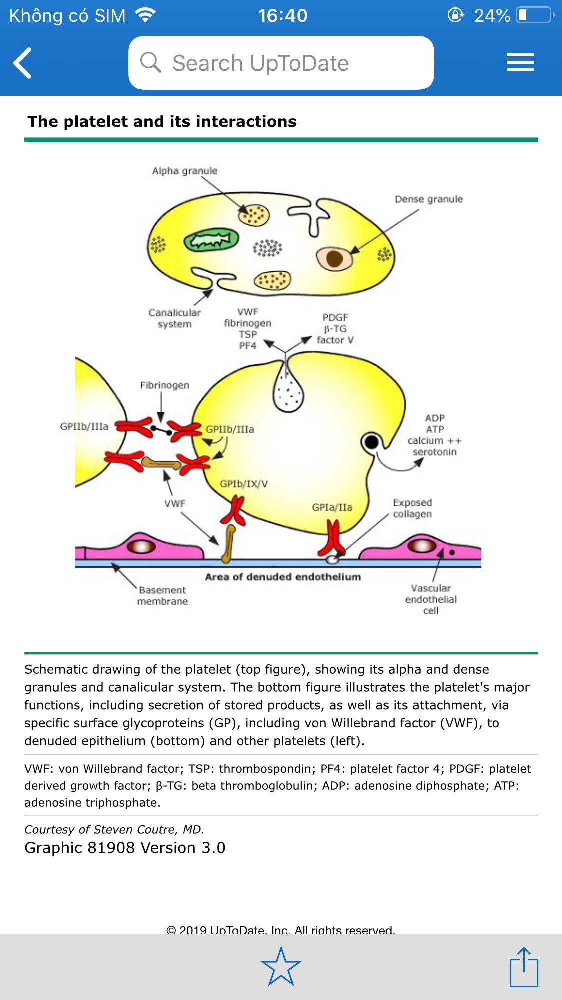 Không có SIM 16:40 24%
Search UpToDate
The platelet and its interactions
Alpha granule
Dense granule
Canalicular
system
VWF
fibrinogen
TSP
PF4
PDGF
β-TG
factor V
Fibrinogen
GPIIb/IIIa
GPIIb/IIIa
ADP
ATP
calcium ++
serotonin
GPIb/IX/V
VWF
GPIa/IIa
Exposed
collagen
Area of denuded endothelium
Basement
membrane
Vascular
endothelial
cell
Schematic drawing of the platelet (top figure), showing its alpha and dense
granules and canalicular system. The bottom figure illustrates the platelet's major
functions, including secretion of stored products, as well as its attachment, via
specific surface glycoproteins (GP), including von Willebrand factor (VWF), to
denuded epithelium (bottom) and other platelets (left).
VWF: von Willebrand factor; TSP: thrombospondin; PF4: platelet factor 4; PDGF: platelet
derived growth factor; β-TG: beta thromboglobulin; ADP: adenosine diphosphate; ATP:
adenosine triphosphate.
Courtesy of Steven Coutre, MD.
Graphic 81908 Version 3.0
© 2019 UpToDate, Inc. All rights reserved.